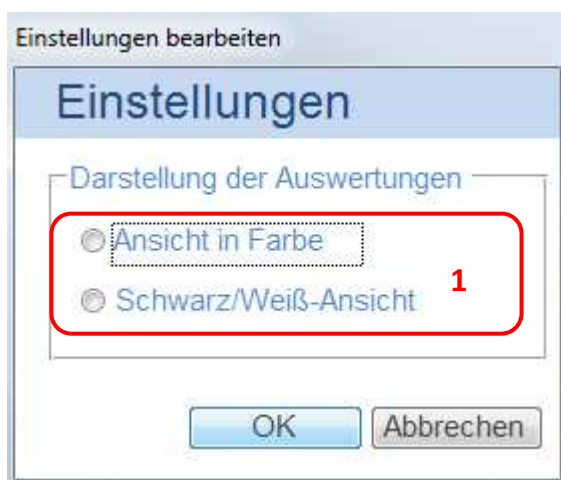 Einstellungen bearbeiten
Einstellungen
Darstellung der Auswertungen
Ansicht in Farbe
Schwarz/Weiß-Ansicht
1
OK Abbrechen